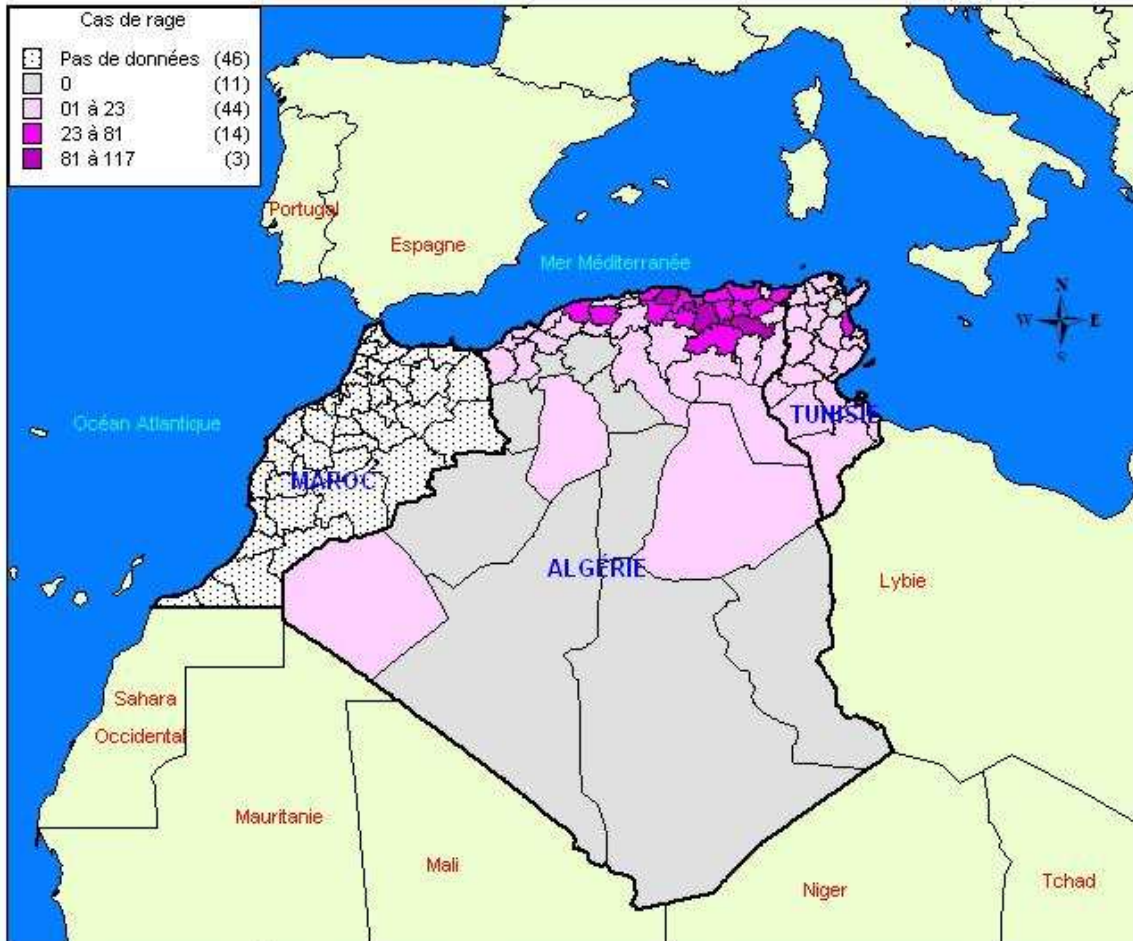 Cas de rage
Pas de données (46)
0 (11)
01 à 23 (44)
23 à 81 (14)
81 à 117 (3)
Portugal
Espagne
Mer Méditerranée
N
W E
S
Océan Atlantique
TUNISIE
MAROC
ALGÉRIE
Lybie
Sahara
Occidental
Mauritanie
Mali
Niger
Tchad